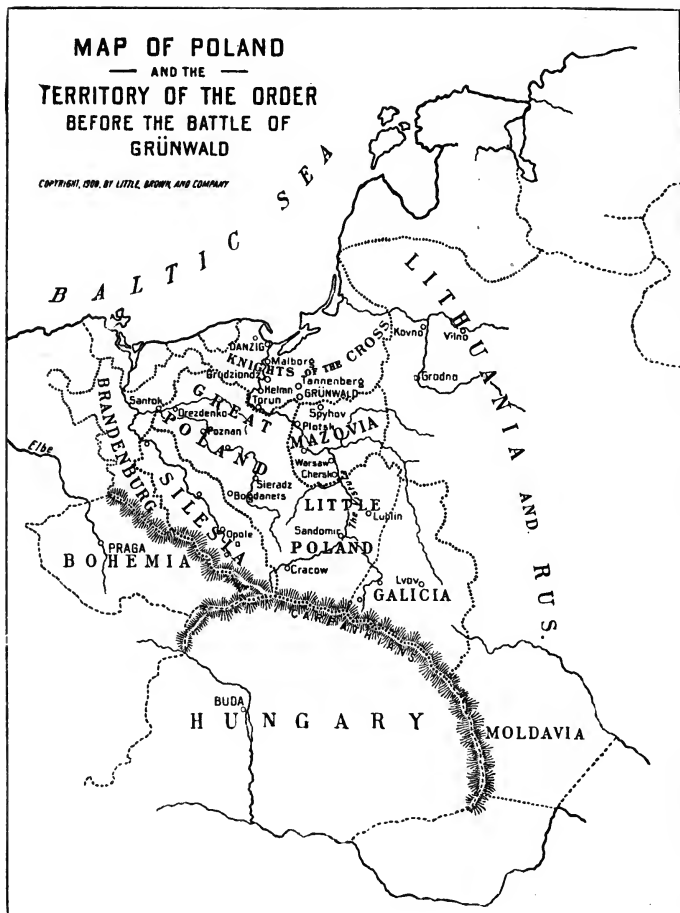 MAP OF POLAND
— AND THE —
TERRITORY OF THE ORDER
BEFORE THE BATTLE OF
GRÜNWALD
COPYRIGHT, 1900, BY LITTLE, BROWN, AND COMPANY
BALTIC SEA
LITHUANIA AND RUS.
Kovno
Vilno
Grodno
DANZIG
Malborg
KNIGHTS OF THE CROSS
Grudziondz
Tannenberg
Helmn
GRÜNWALD
Torun
Santok
Drezdenko
GREAT
POLAND
Spyhov
Plotsk
MAZOVIA
Poznan
BRANDENBURG
Elbe
Warsaw
Chersk
Sieradz
Bogdaners
SILESIA
LITTLE
POLAND
Lublin
Sandomir
Opole
PRAGA
BOHEMIA
Cracow
Lvov
GALICIA
CARPATHIANS
BUDA
HUNGARY
MOLDAVIA